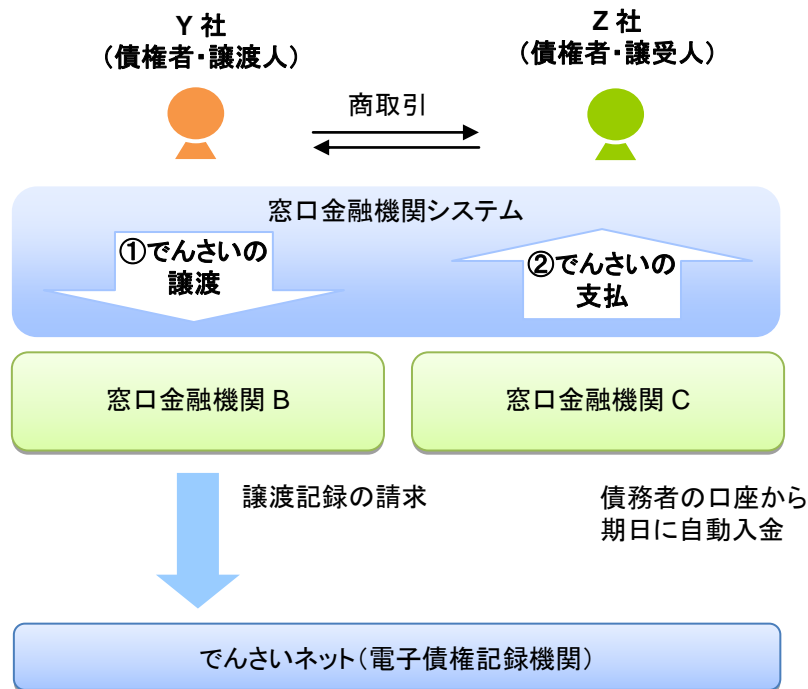 Y 社
（債権者・譲渡人）
Z 社
（債権者・譲受人）
商取引
窓口金融機関システム
①でんさいの
譲渡
②でんさいの
支払
窓口金融機関 B
窓口金融機関 C
譲渡記録の請求
債務者の口座から
期日に自動入金
でんさいネット（電子債権記録機関）